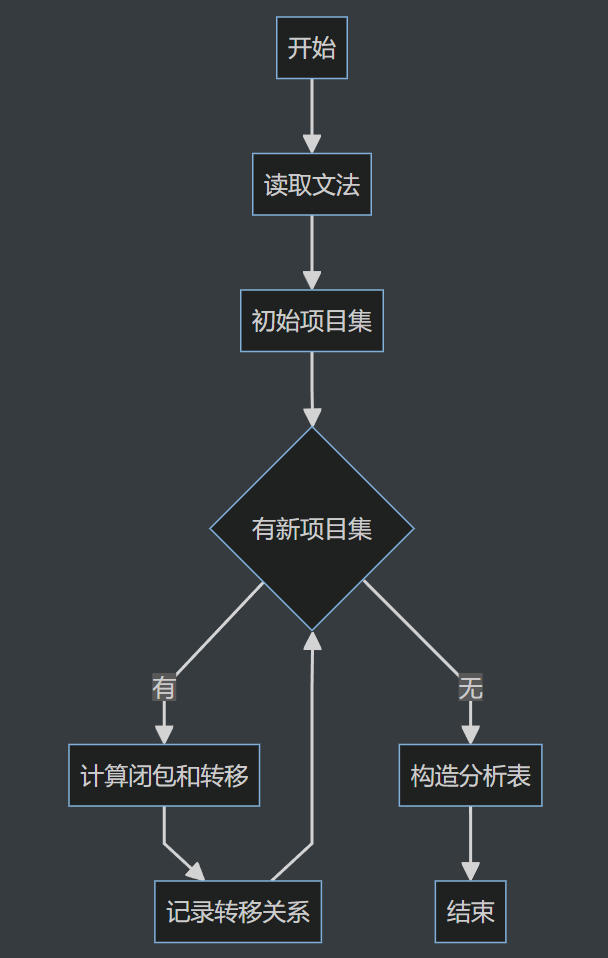 开始
读取文法
初始项目集
有新项目集
有
无
计算闭包和转移
构造分析表
记录转移关系
结束